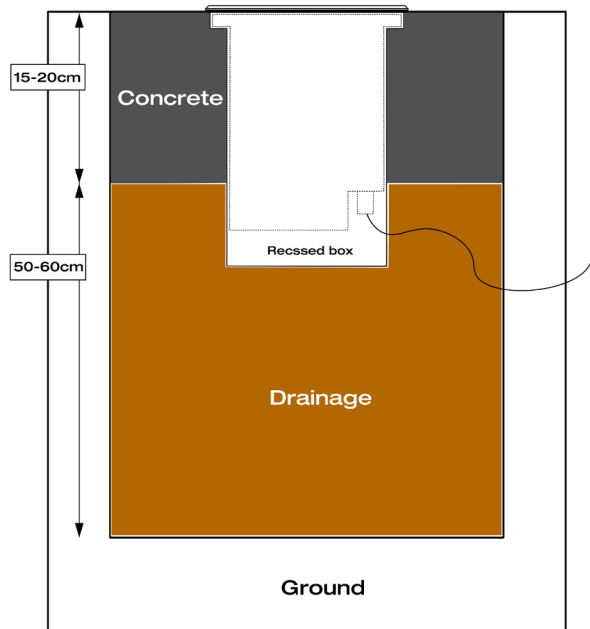 15-20cm
Concrete
50-60cm
Recssed box
Drainage
Ground